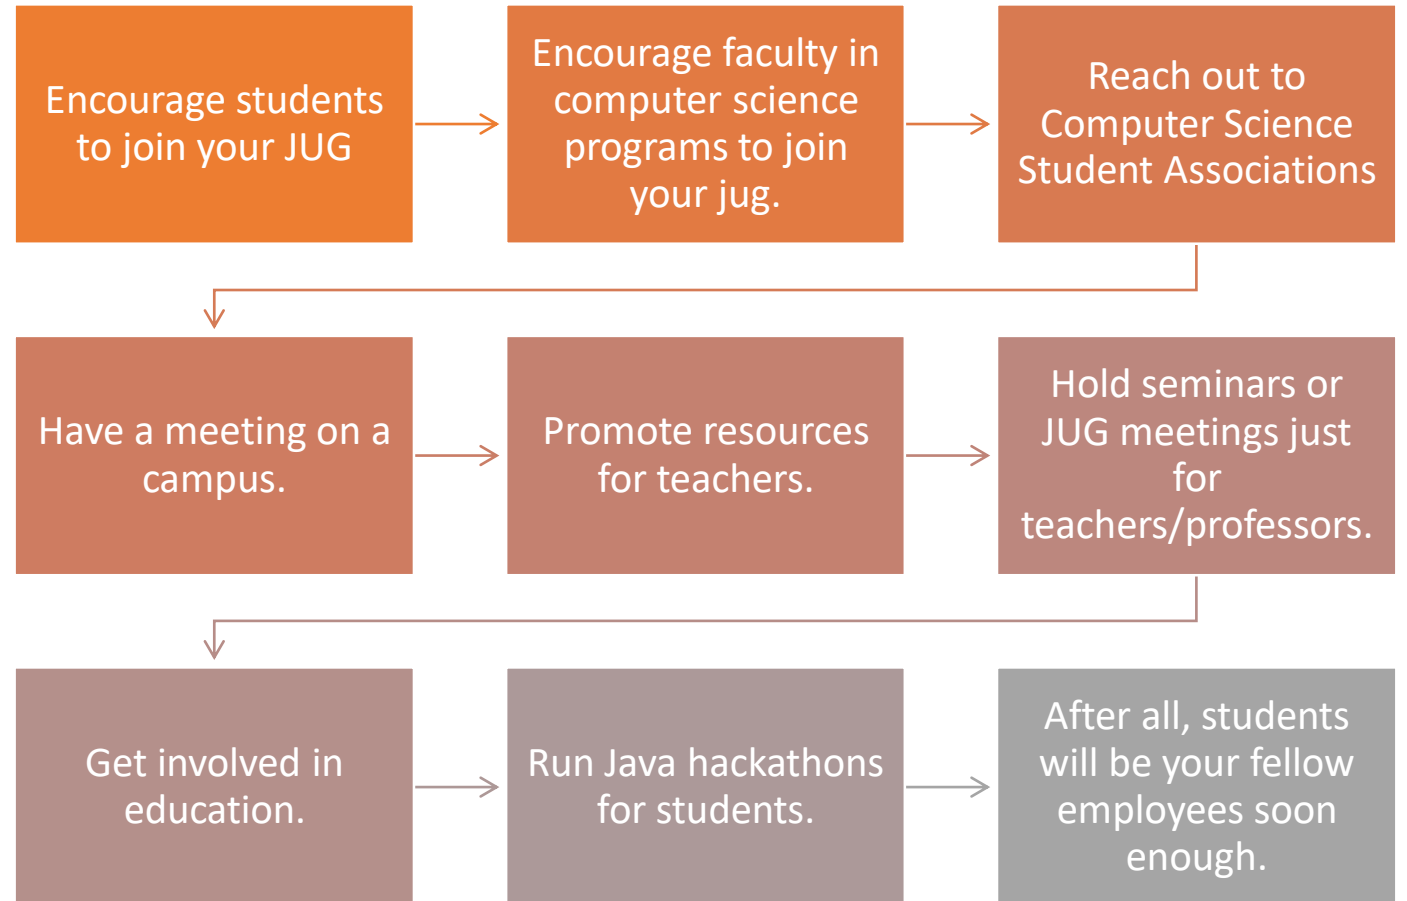 Encourage students
to join your JUG
Encourage faculty in
computer science
programs to join
your jug.
Reach out to
Computer Science
Student Associations
Have a meeting on a
campus.
Promote resources
for teachers.
Hold seminars or
JUG meetings just
for
teachers/professors.
Get involved in
education.
Run Java hackathons
for students.
After all, students
will be your fellow
employees soon
enough.